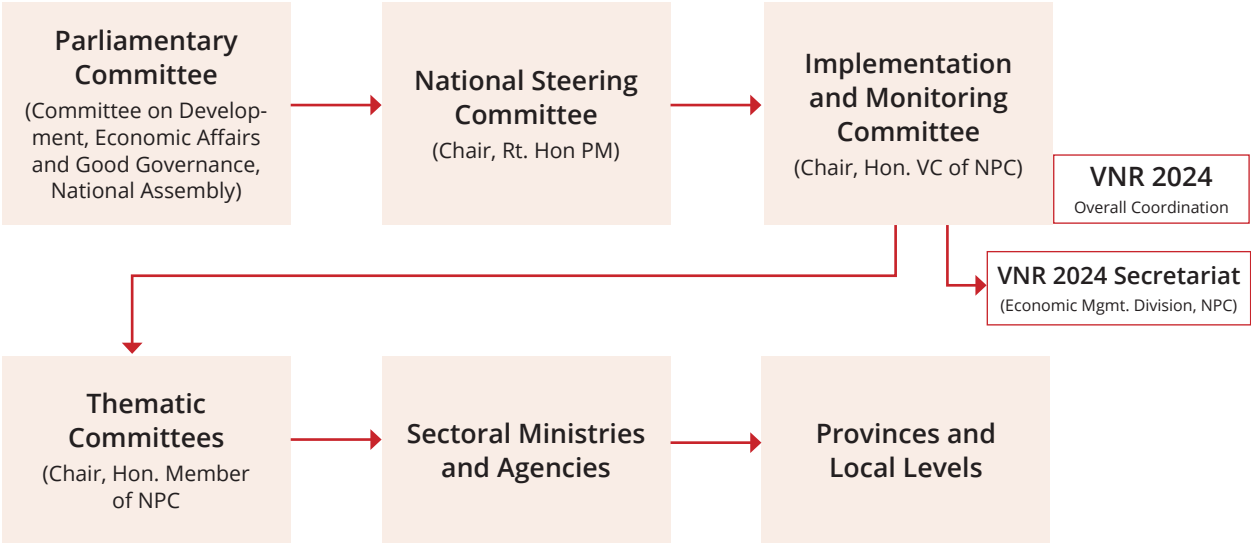 Parliamentary
Committee
(Committee on Develop-
ment, Economic Affairs
and Good Governance,
National Assembly)
National Steering
Committee
(Chair, Rt. Hon PM)
Implementation
and Monitoring
Committee
(Chair, Hon. VC of NPC)
VNR 2024
Overall Coordination
VNR 2024 Secretariat
(Economic Mgmt. Division, NPC)
Thematic
Committees
(Chair, Hon. Member
of NPC
Sectoral Ministries
and Agencies
Provinces and
Local Levels